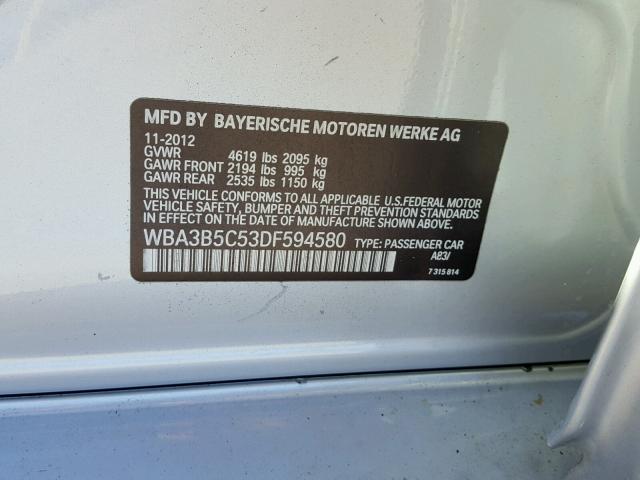 MFD BY BAYERISCHE MOTOREN WERKE AG
11-2012
GVWR 4619 lbs 2095 kg
GAWR FRONT 2194 lbs 995 kg
GAWR REAR 2535 lbs 1150 kg
THIS VEHICLE CONFORMS TO ALL APPLICABLE U.S.FEDERAL MOTOR
VEHICLE SAFETY, BUMPER AND THEFT PREVENTION STANDARDS
IN EFFECT ON THE DATE OF MANUFACTURE SHOWN ABOVE.
WBA3B5C53DF594580 TYPE: PASSENGER CAR
A83/
7 315 814